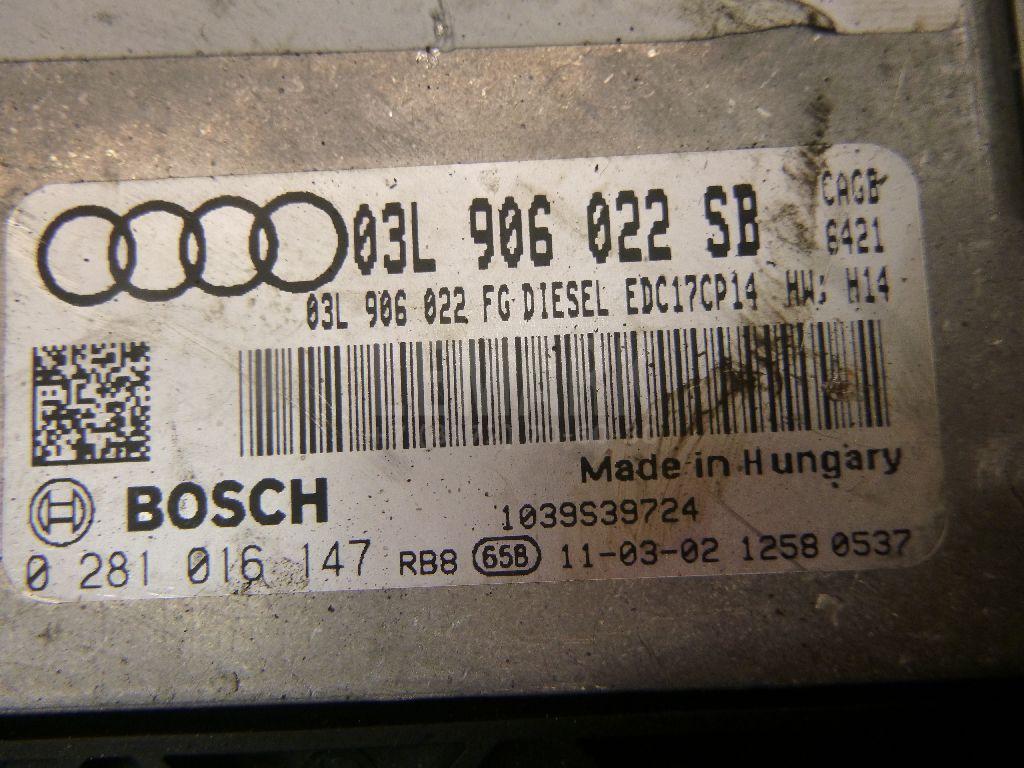 03L 906 022 SB
CAGB
6421
03L 906 022 FG DIESEL EDC17CP14 HW: H14
Made in Hungary
BOSCH
1039S39724
0 281 016 147 RB8 65B 11-03-02 1258 0537